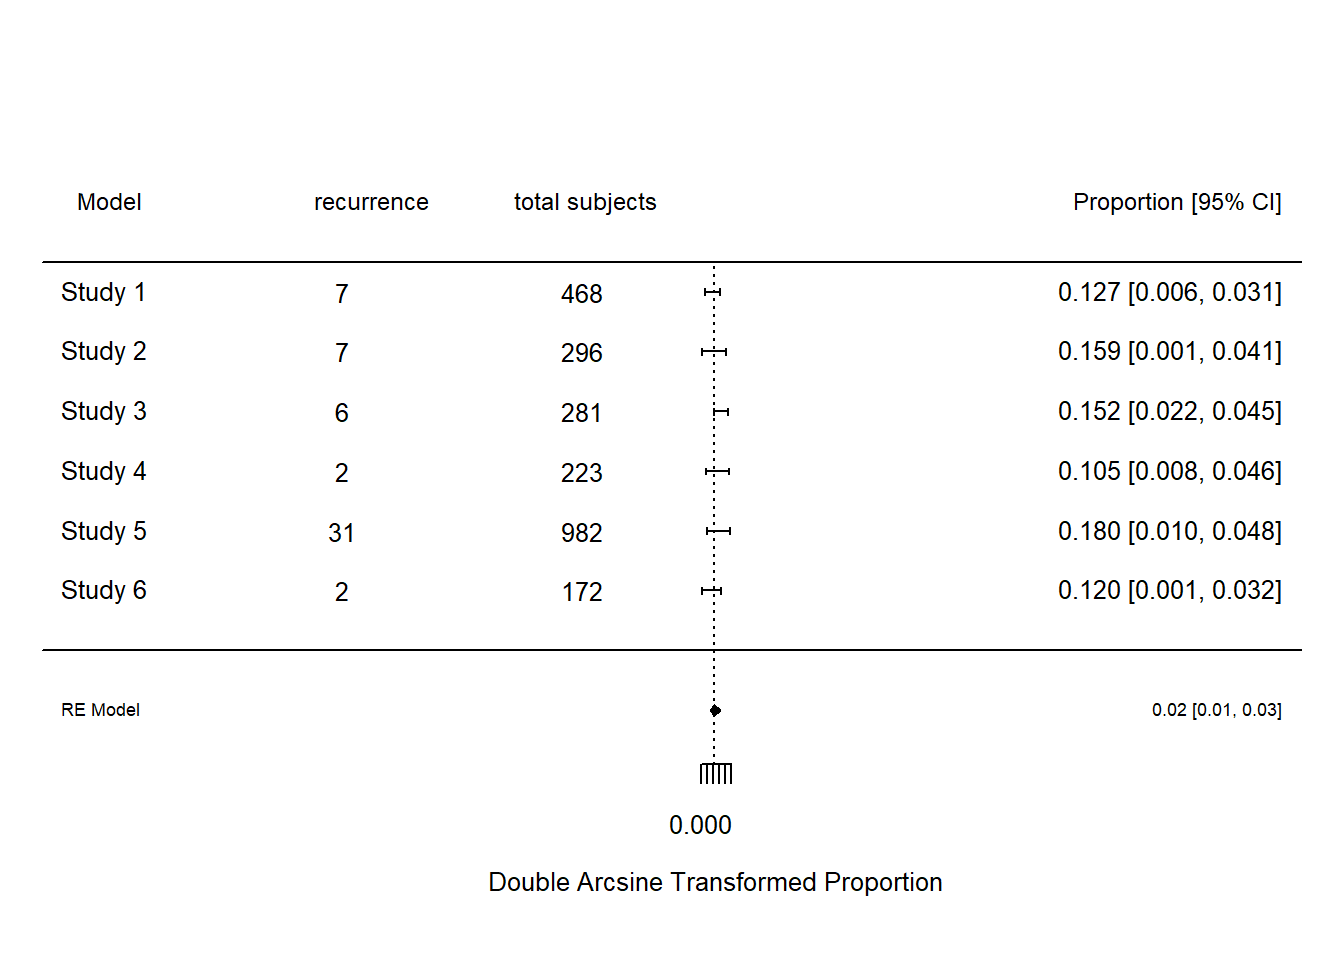 Model recurrence total subjects Proportion [95% CI]
Study 1 7 468 0.127 [0.006, 0.031]
Study 2 7 296 0.159 [0.001, 0.041]
Study 3 6 281 0.152 [0.022, 0.045]
Study 4 2 223 0.105 [0.008, 0.046]
Study 5 31 982 0.180 [0.010, 0.048]
Study 6 2 172 0.120 [0.001, 0.032]
RE Model 0.02 [0.01, 0.03]
0.000
Double Arcsine Transformed Proportion